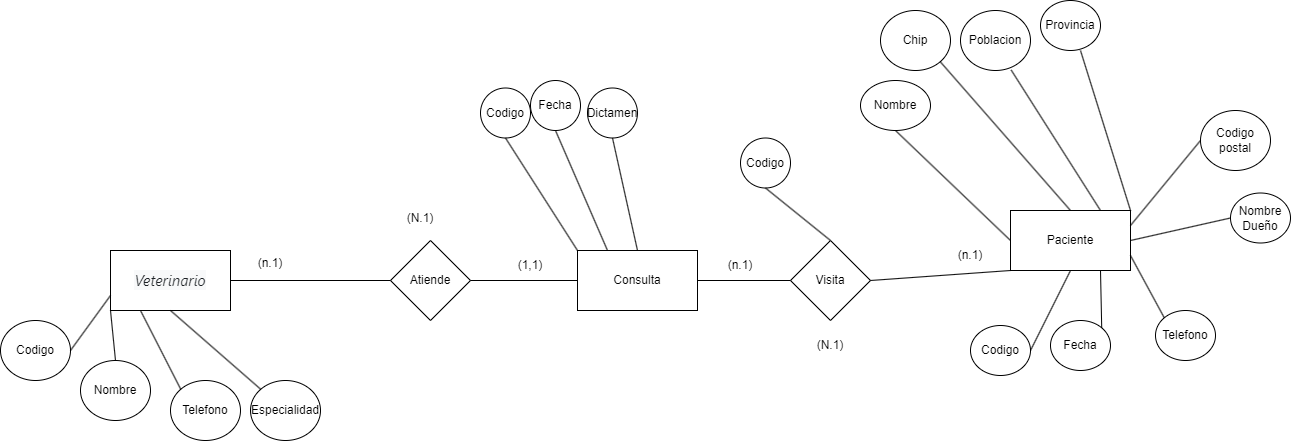 Provincia
Chip
Poblacion
Nombre
Codigo
Fecha
Dictamen
Codigo
postal
Codigo
Nombre
Dueño
(N.1)
Paciente
(n.1)
(n.1)
(1,1)
(n.1)
Veterinario
Atiende
Consulta
Visita
Codigo
Nombre
Telefono
Especialidad
(N.1)
Codigo
Fecha
Telefono